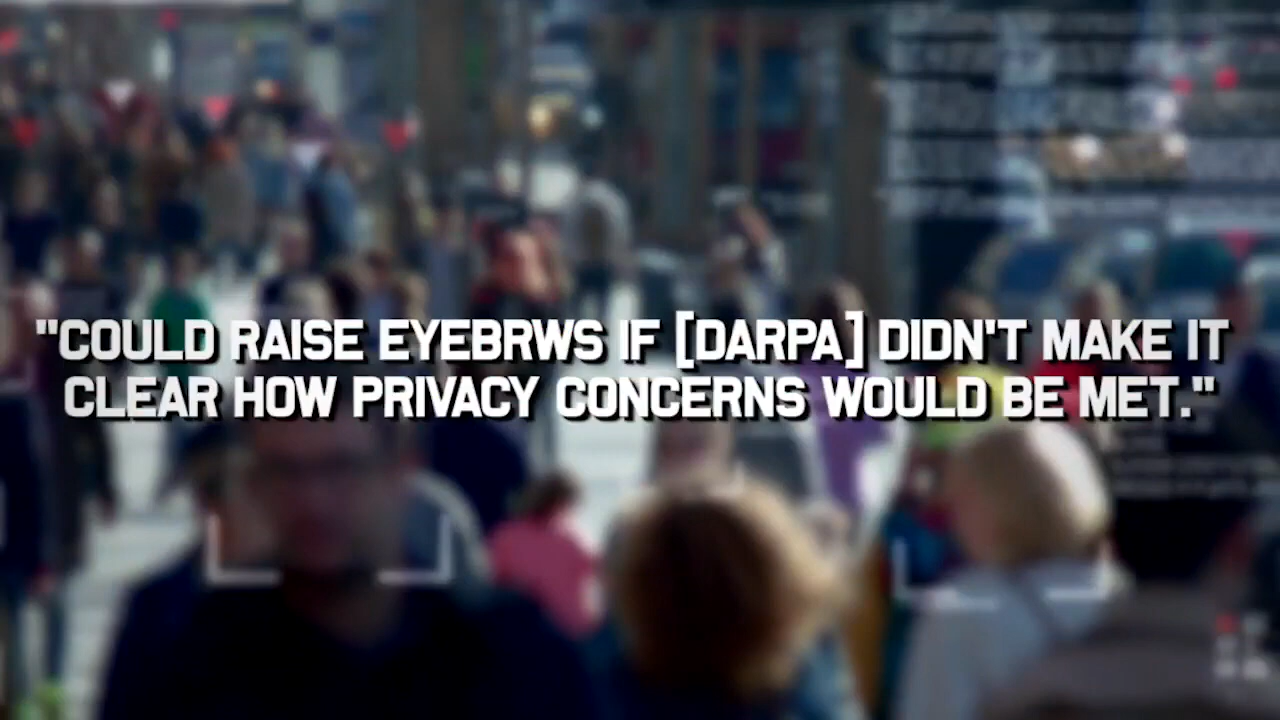 "COULD RAISE EYEBRWS IF [DARPA] DIDN'T MAKE IT
CLEAR HOW PRIVACY CONCERNS WOULD BE MET."